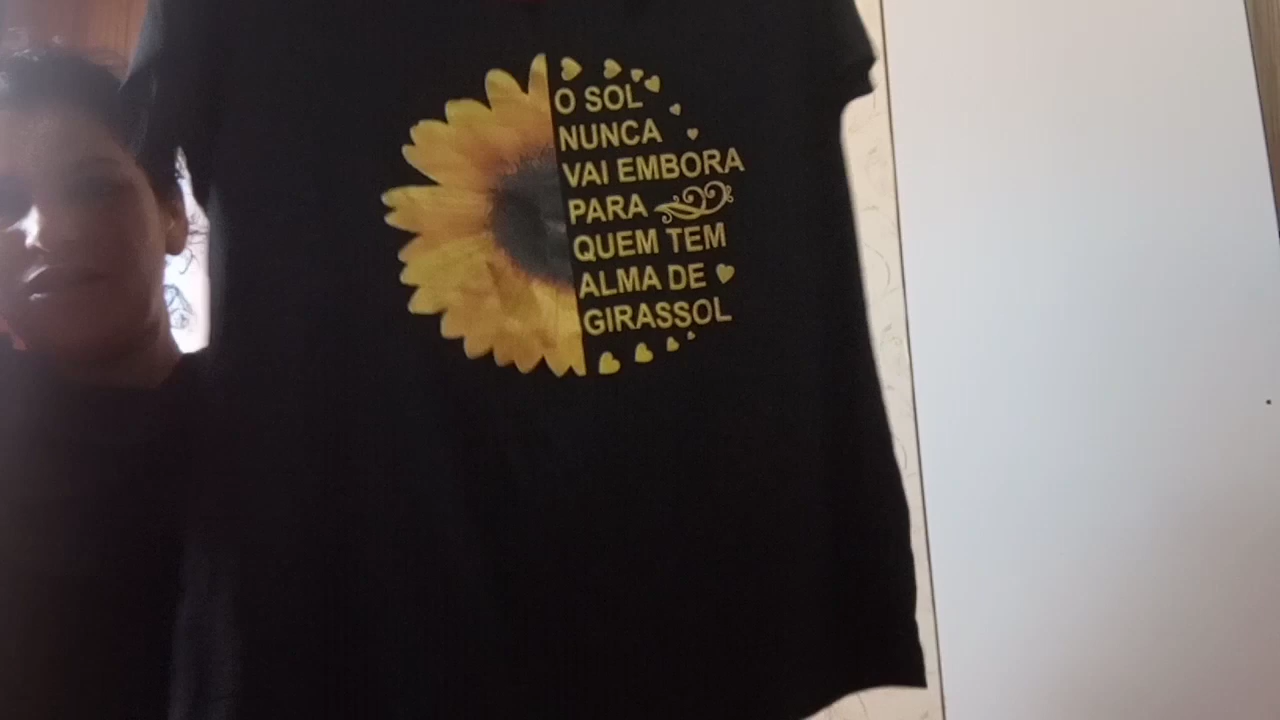 O SOL
NUNCA
VAI EMBORA
PARA
QUEM TEM
ALMA DE
GIRASSOL